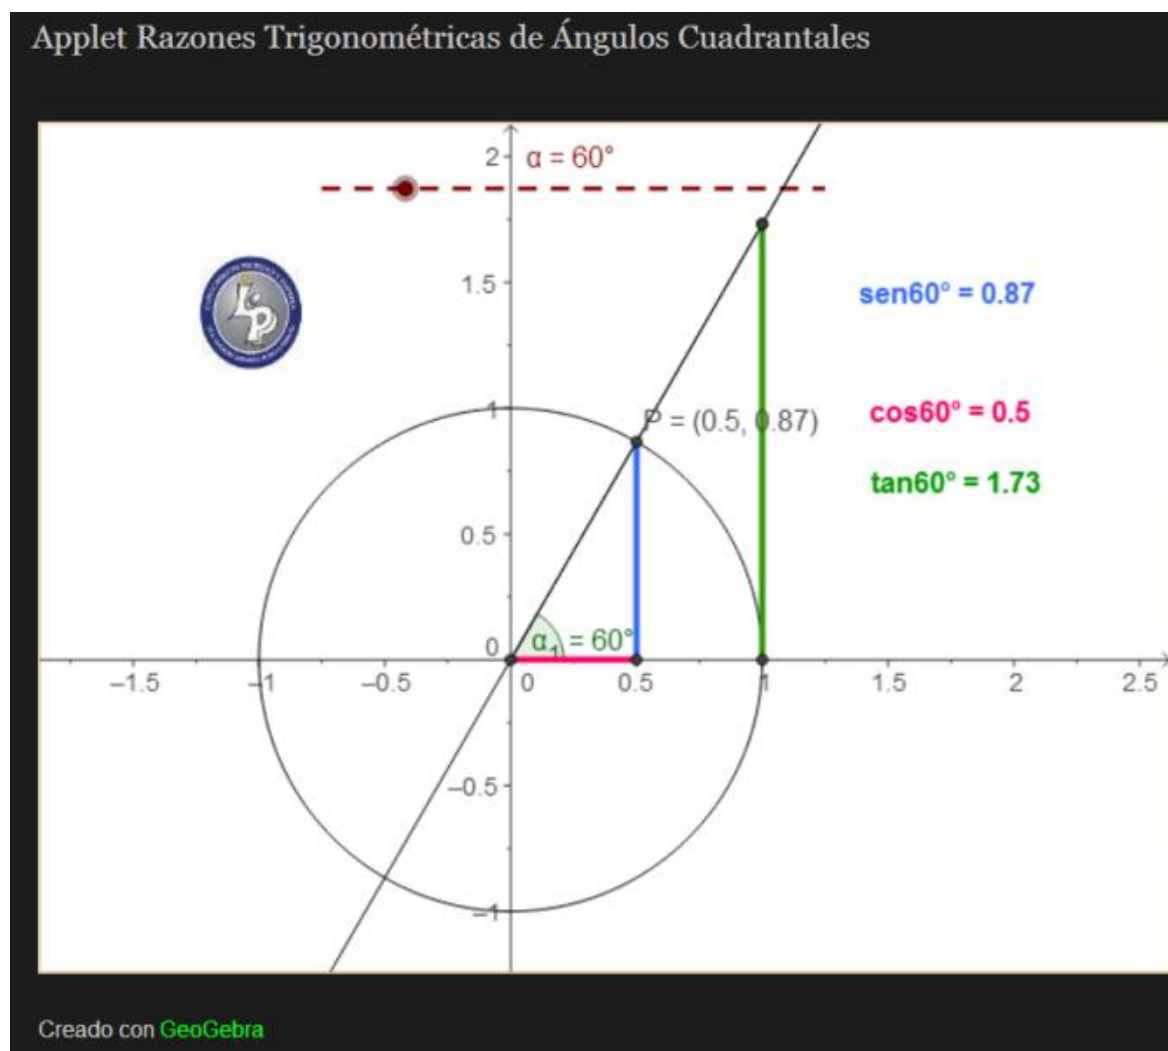 Applet Razones Trigonométricas de Ángulos Cuadrantales
2
α = 60°
1.5
sen60° = 0.87
1
P = (0.5, 0.87)
cos60° = 0.5
tan60° = 1.73
0.5
0
α₁ = 60°
–1.5 –1 –0.5 0 0.5 1 1.5 2 2.5
–0.5
–1
Creado con GeoGebra